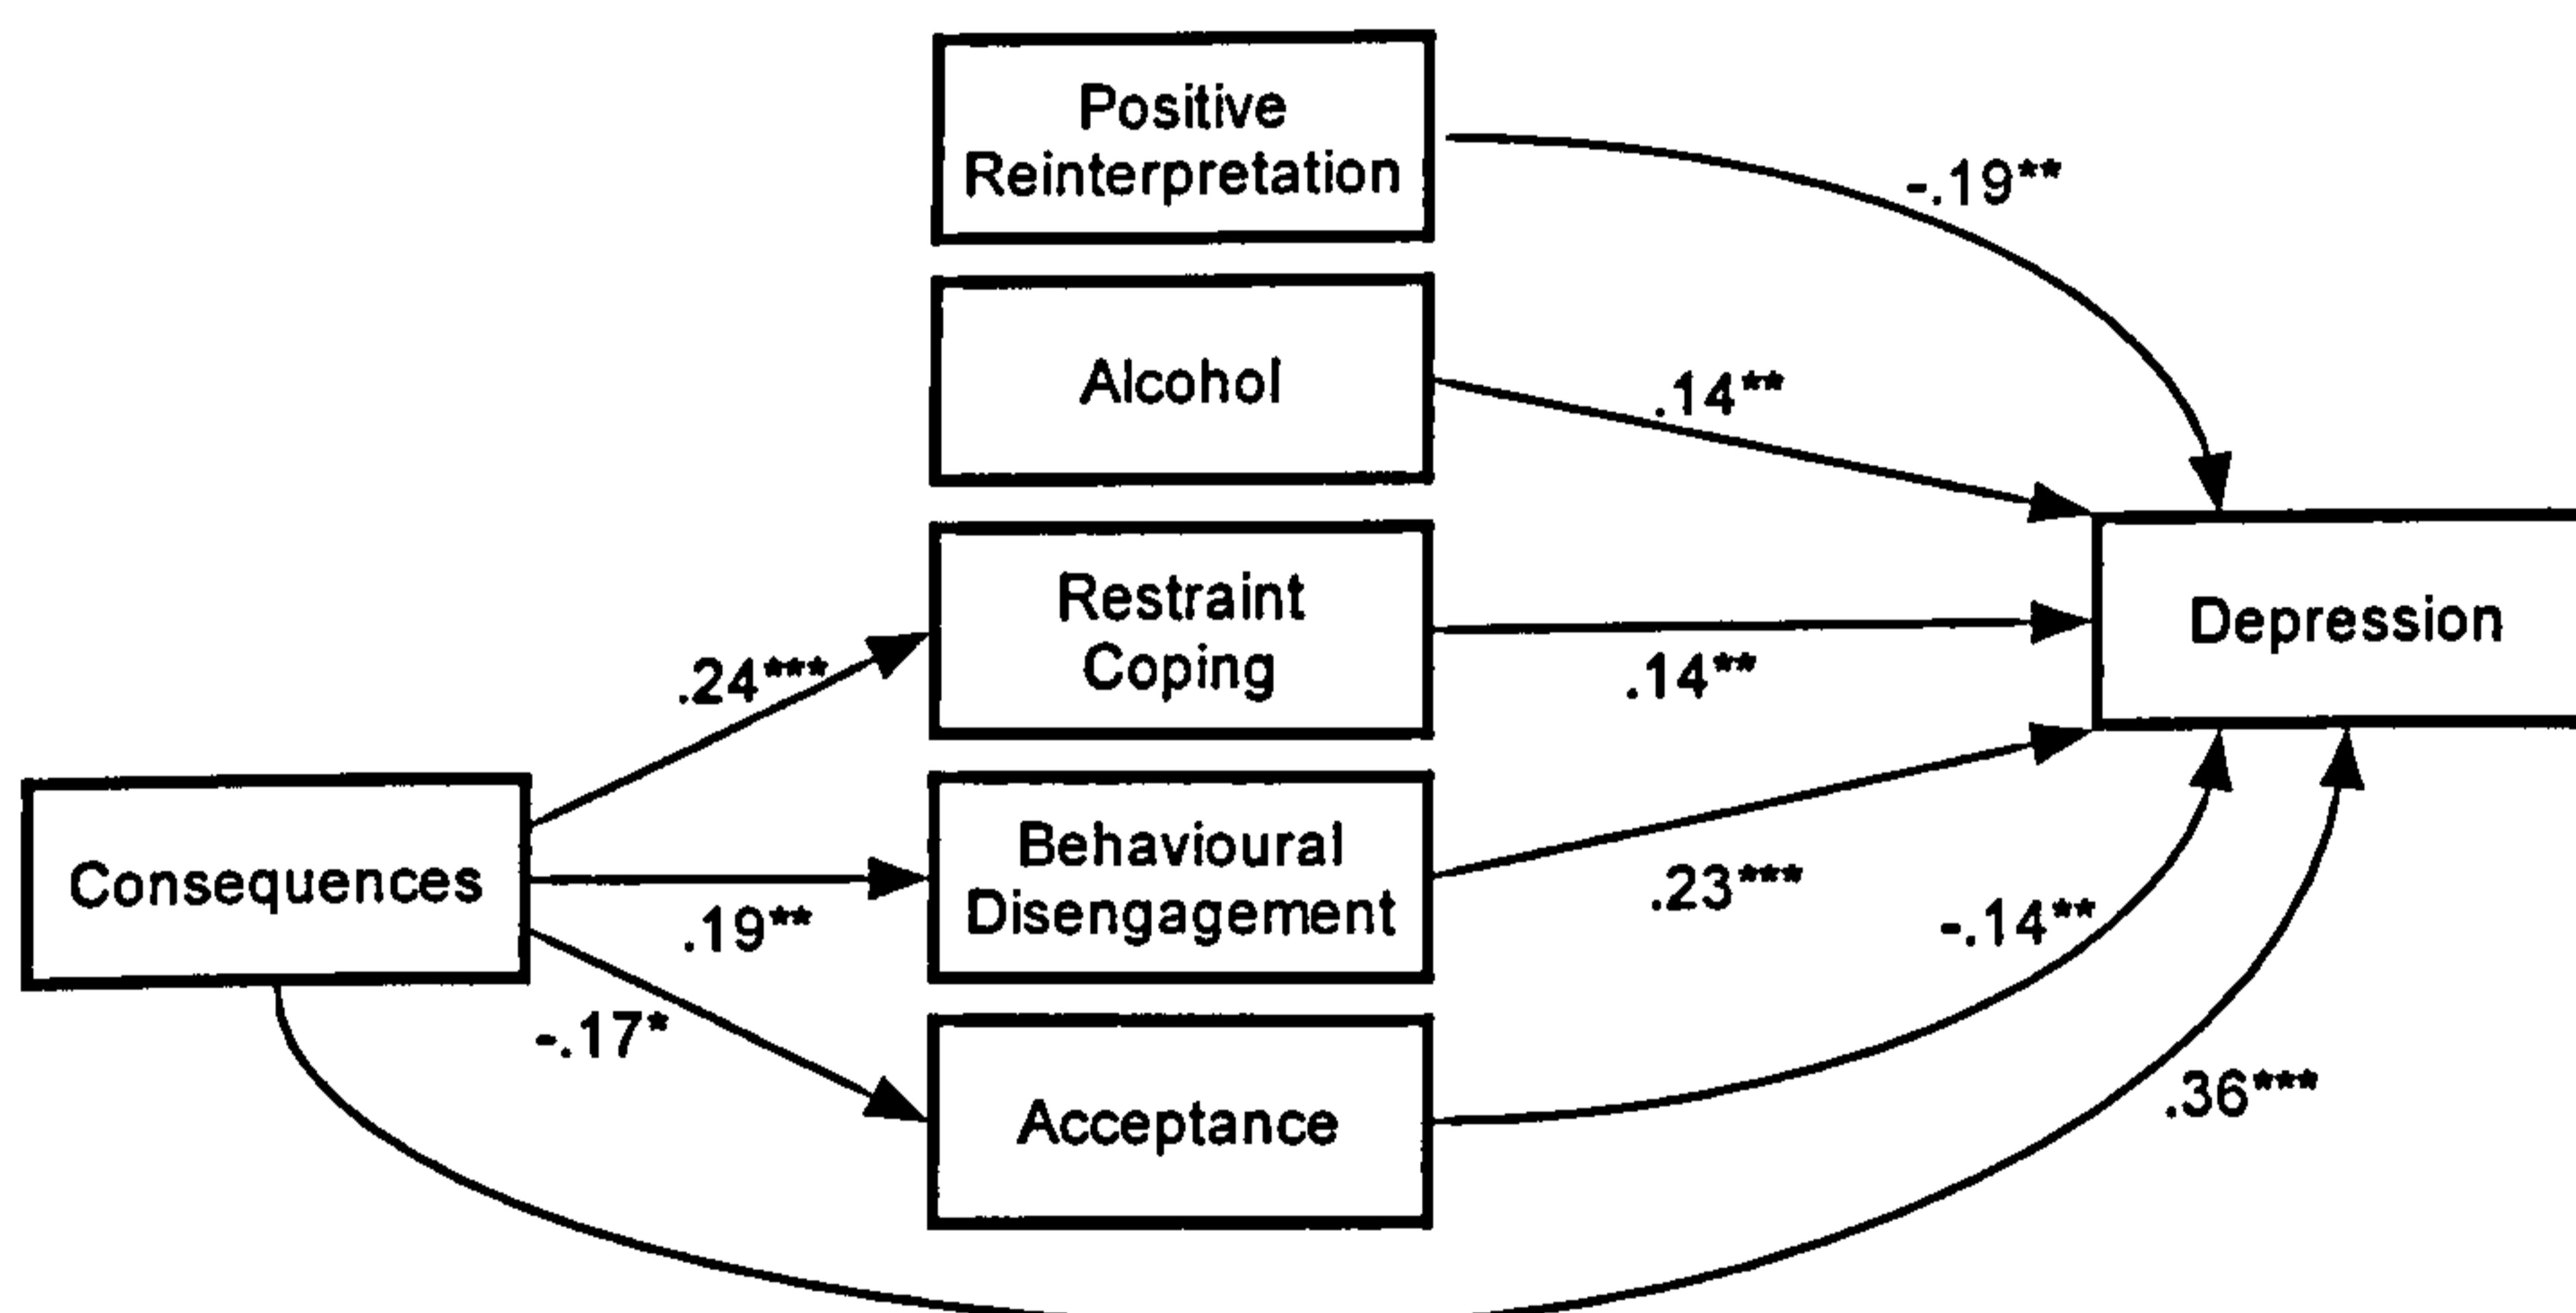 Positive
Reinterpretation
-.19**
Alcohol
.14**
Restraint
Coping
.24***
.14**
Depression
Consequences
Behavioural
Disengagement
.19**
.23***
-.14**
-.17*
Acceptance
.36***